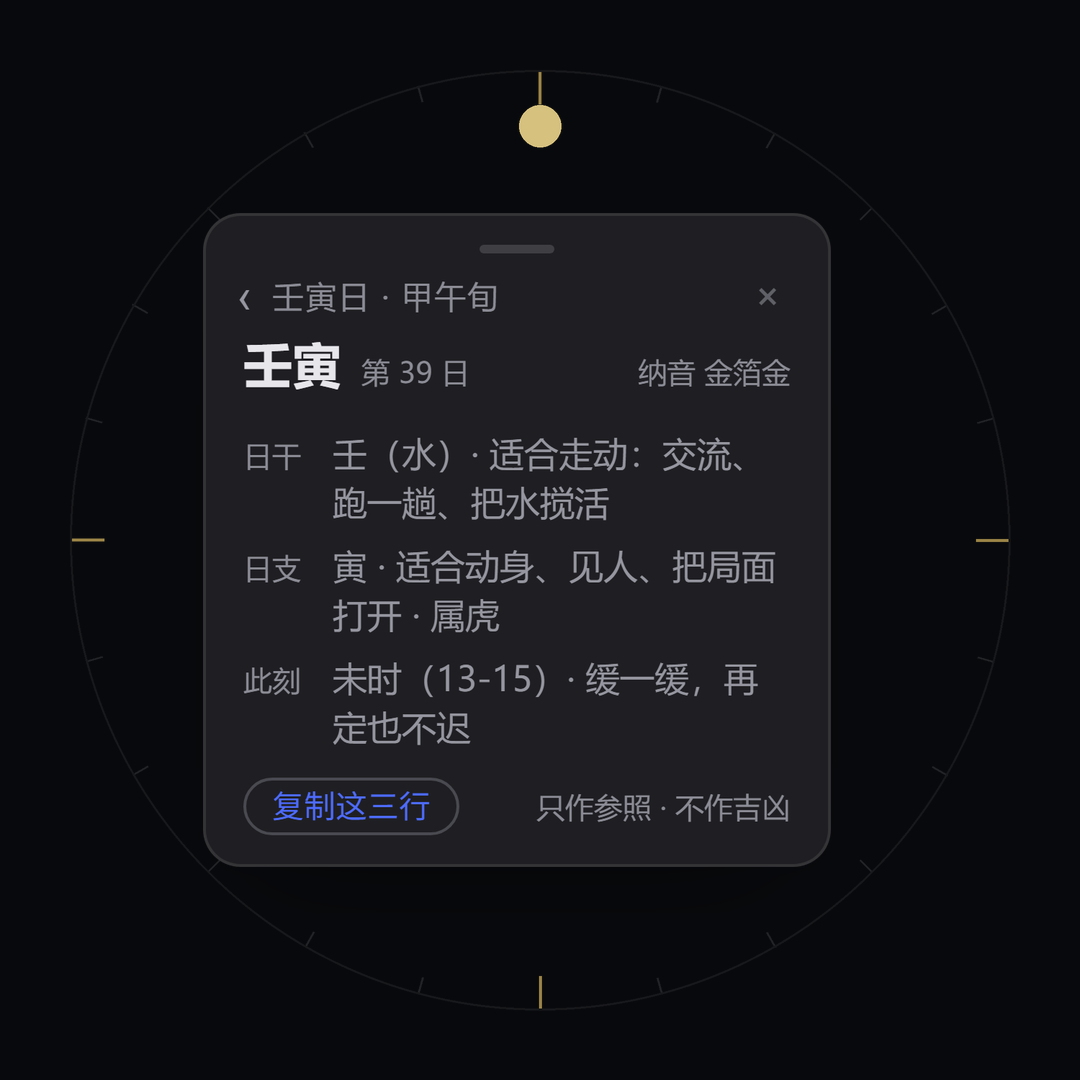 ‹ 壬寅日 · 甲午旬 ×
壬寅 第 39 日 纳音 金箔金
日干 壬（水）· 适合走动：交流、
跑一趟、把水搅活
日支 寅 · 适合动身、见人、把局面
打开 · 属虎
此刻 未时（13-15）· 缓一缓，再
定也不迟
复制这三行 只作参照 · 不作吉凶